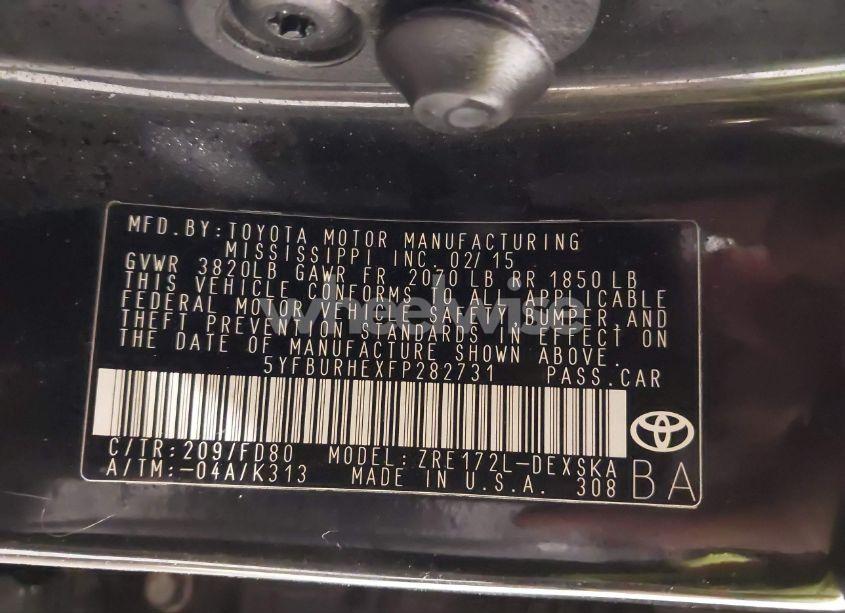 MFD.BY:TOYOTA MOTOR MANUFACTURING
MISSISSIPPI INC. 02/15
GVWR 3820LB GAWR FR 2070 LB RR 1850 LB
THIS VEHICLE CONFORMS TO ALL APPLICABLE
FEDERAL MOTOR VEHICLE SAFETY,BUMPER,AND
THEFT PREVENTION STANDARDS IN EFFECT ON
THE DATE OF MANUFACTURE SHOWN ABOVE.
5YFBURHEXFP282731 PASS.CAR
C/TR:209/FD80 MODEL:ZRE172L-DEXSKA
A/TM:-04A/K313 MADE IN U.S.A. 308
BA
wheelwise